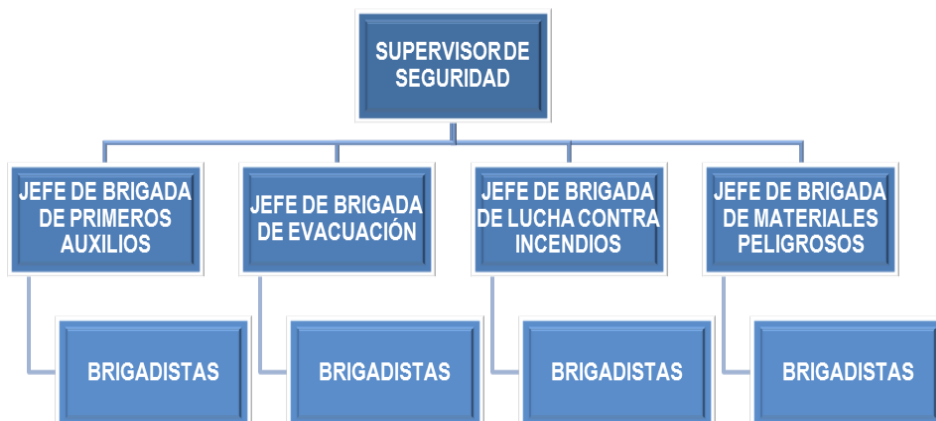 SUPERVISOR DE
SEGURIDAD
JEFE DE BRIGADA
DE PRIMEROS
AUXILIOS
JEFE DE BRIGADA
DE EVACUACIÓN
JEFE DE BRIGADA
DE LUCHA CONTRA
INCENDIOS
JEFE DE BRIGADA
DE MATERIALES
PELIGROSOS
BRIGADISTAS
BRIGADISTAS
BRIGADISTAS
BRIGADISTAS